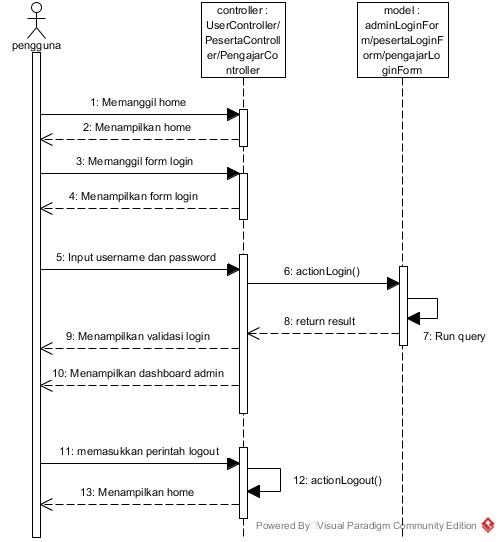 pengguna
controller :
UserController/
PesertaControll
er/PengajarCo
ntroller
model :
adminLoginFor
m/pesertaLoginF
orm/pengajarLo
ginForm
1: Memanggil home
2: Menampilkan home
3: Memanggil form login
4: Menampilkan form login
5: Input username dan password
6: actionLogin()
7: Run query
8: return result
9: Menampilkan validasi login
10: Menampilkan dashboard admin
11: memasukkan perintah logout
12: actionLogout()
13: Menampilkan home
Powered By Visual Paradigm Community Edition